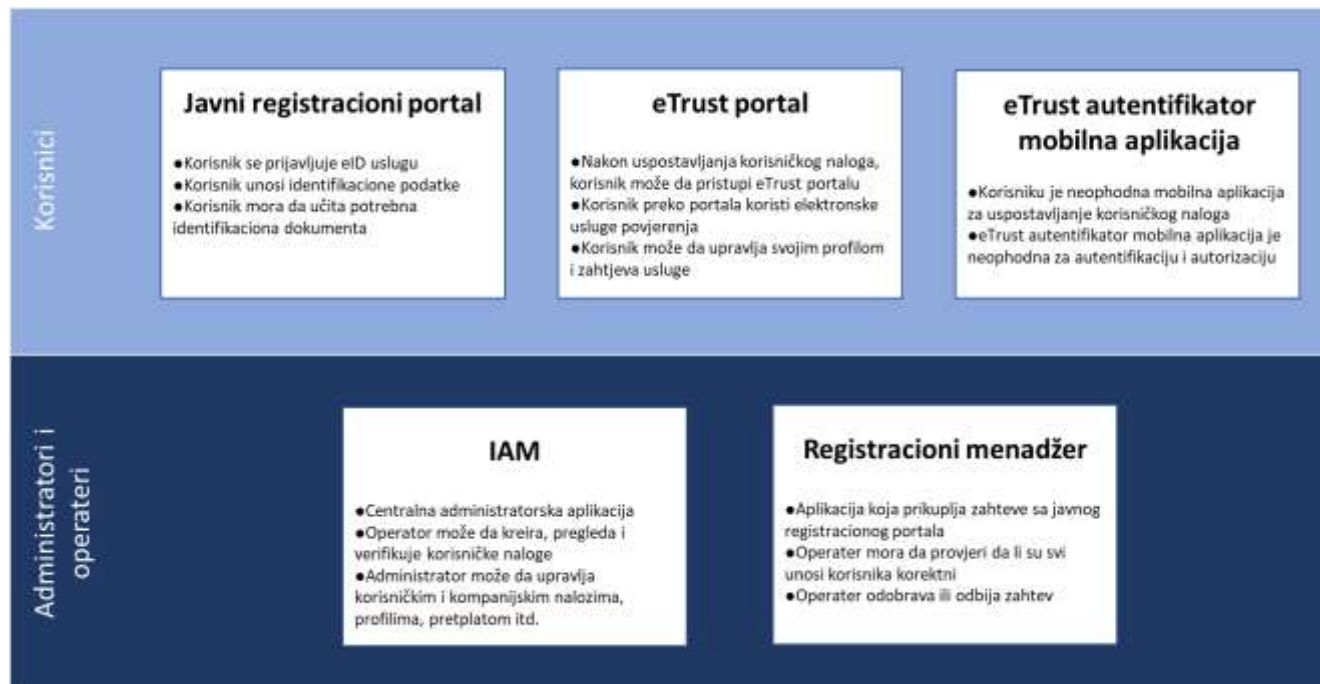 Korisnici
Javni registracioni portal
●Korisnik se prijavljuje eID uslugu
●Korisnik unosi identifikacione podatke
●Korisnik mora da učita potrebna
identifikaciona dokumenta
eTrust portal
●Nakon uspostavljanja korisničkog naloga,
korisnik može da pristupi eTrust portalu
●Korisnik preko portala koristi elektronske
usluge povjerenja
●Korisnik može da upravlja svojim profilom
i zahtjeva usluge
eTrust autentifikator
mobilna aplikacija
●Korisniku je neophodna mobilna aplikacija
za uspostavljanje korisničkog naloga
●eTrust autentifikator mobilna aplikacija je
neophodna za autentifikaciju i autorizaciju
Administratori i
operateri
IAM
●Centralna administratorska aplikacija
●Operator može da kreira, pregleda i
verifikuje korisničke naloge
●Administrator može da upravlja
korisničkim i kompanijskim nalozima,
profilima, pretplatom itd.
Registracioni menadžer
●Aplikacija koja prikuplja zahteve sa javnog
registracionog portala
●Operater mora da provjeri da li su svi
unosi korisnika korektni
●Operater odobrava ili odbija zahtev